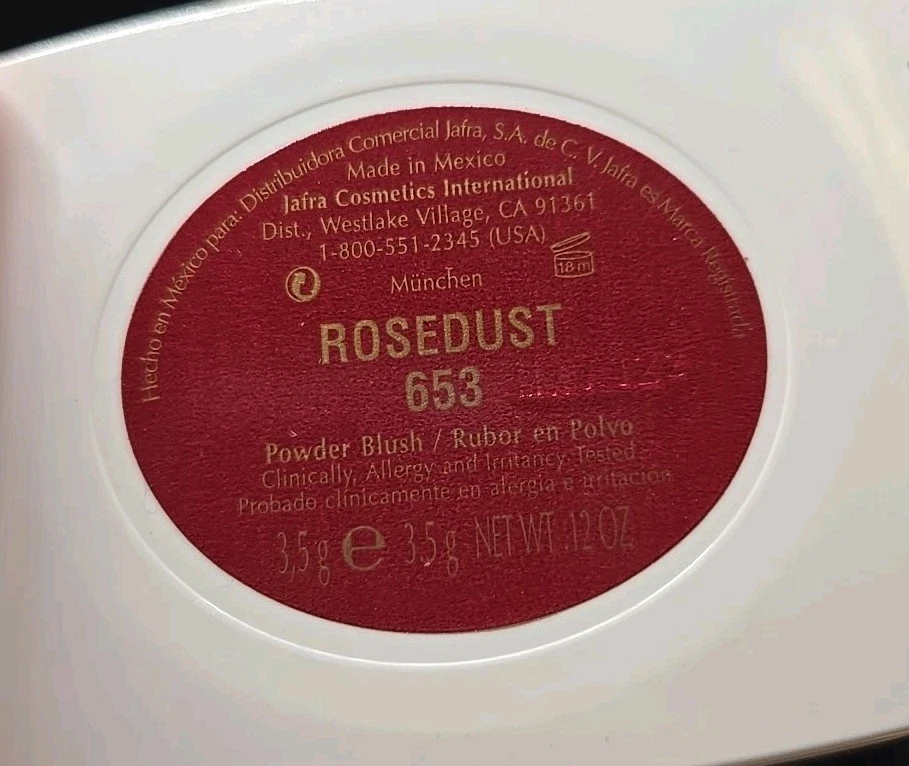 Hecho en México para: Distribuidora Comercial Jafra, S.A. de C. V. Jafra es Marca Registrada
Made in Mexico
Jafra Cosmetics International
Dist., Westlake Village, CA 91361
1-800-551-2345 (USA)
18 m
München
ROSEDUST
653
Powder Blush / Rubor en Polvo
Clinically, Allergy and Irritancy Tested
Probado clínicamente en alergia e irritación
3,5 g e 3.5 g NET WT .12 OZ